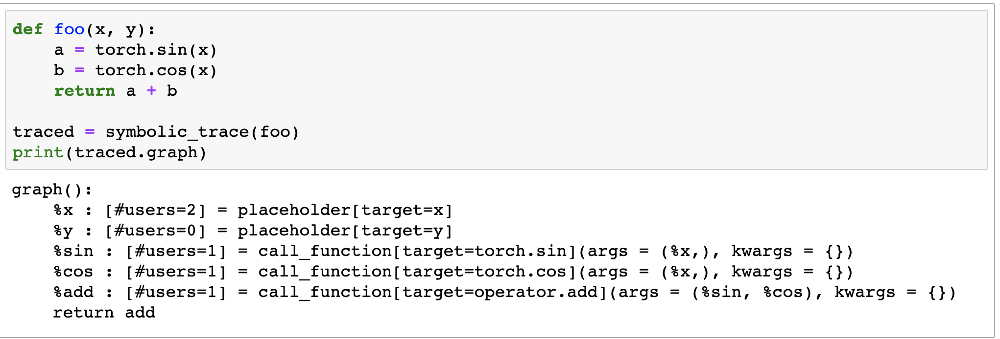 def foo(x, y):
    a = torch.sin(x)
    b = torch.cos(x)
    return a + b

traced = symbolic_trace(foo)
print(traced.graph)
graph():
    %x : [#users=2] = placeholder[target=x]
    %y : [#users=0] = placeholder[target=y]
    %sin : [#users=1] = call_function[target=torch.sin](args = (%x,), kwargs = {})
    %cos : [#users=1] = call_function[target=torch.cos](args = (%x,), kwargs = {})
    %add : [#users=1] = call_function[target=operator.add](args = (%sin, %cos), kwargs = {})
    return add